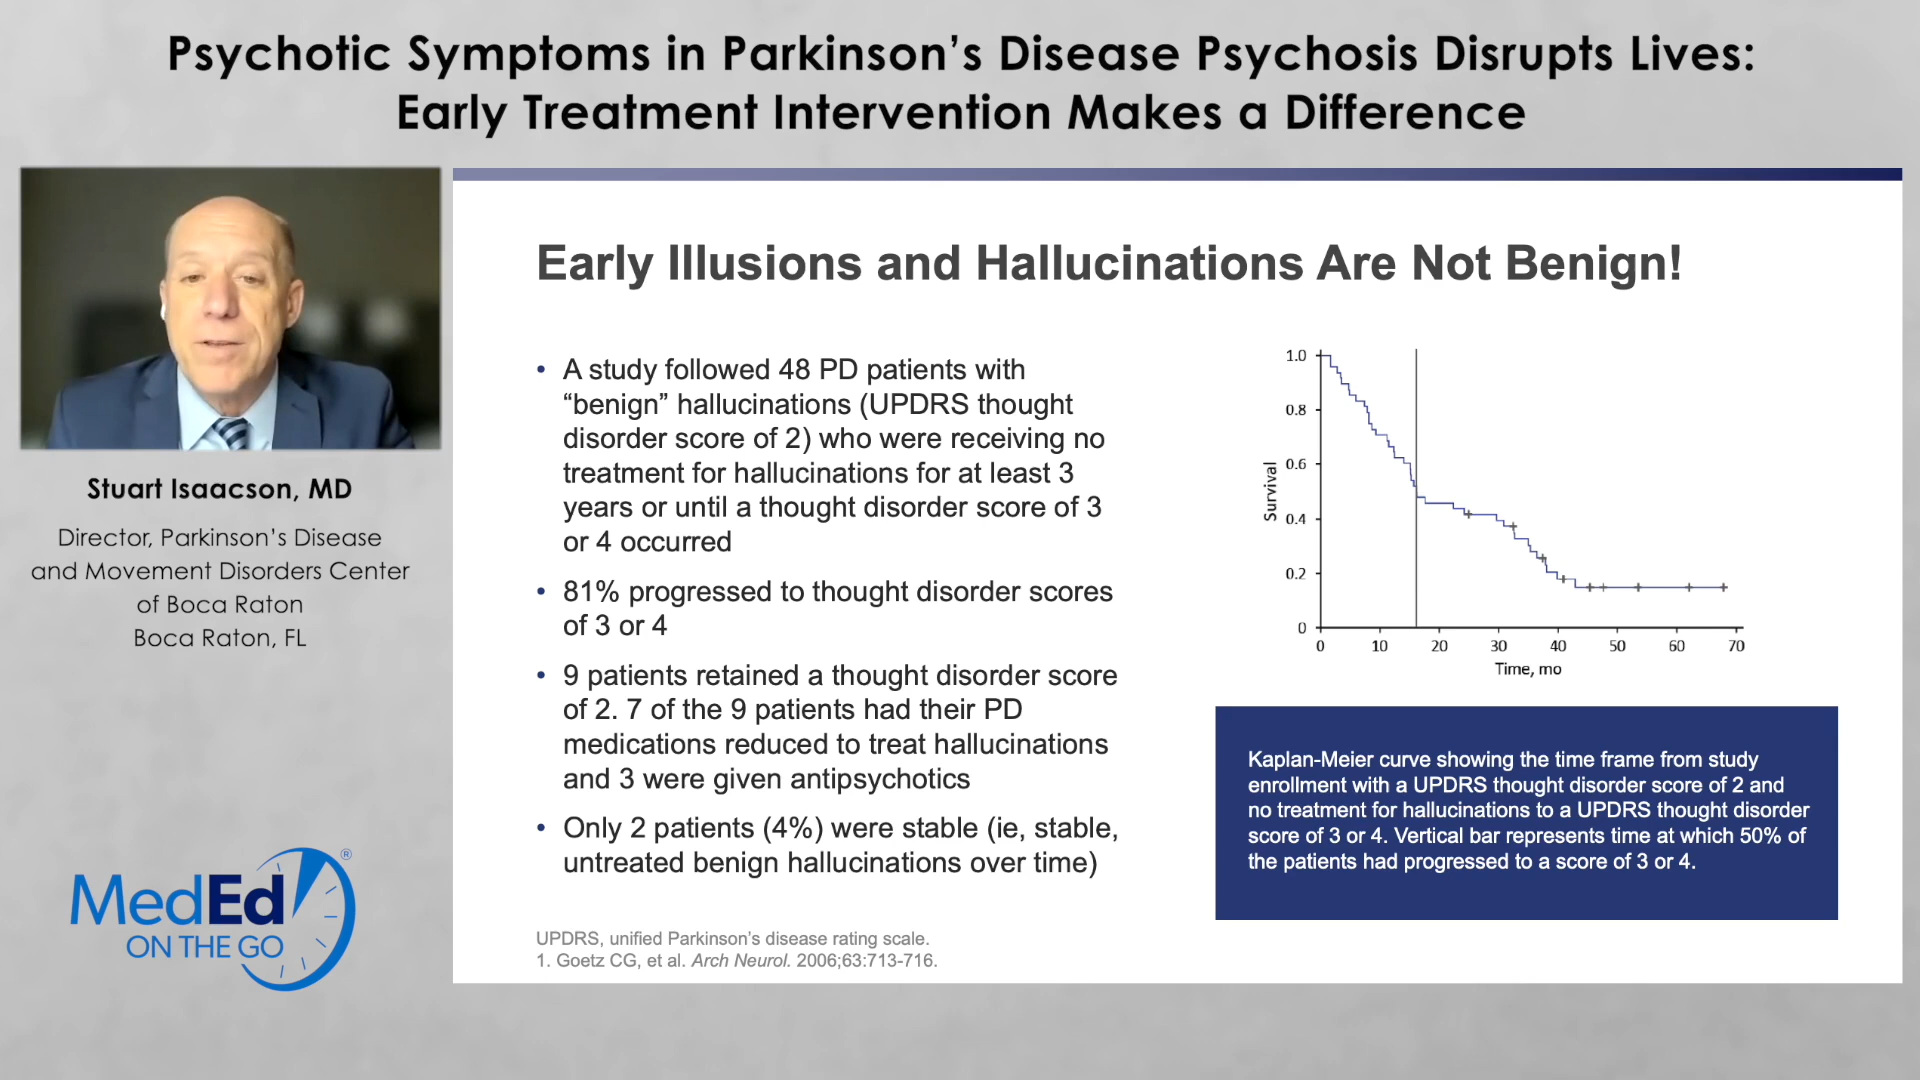 Psychotic Symptoms in Parkinson's Disease Psychosis Disrupts Lives:
Early Treatment Intervention Makes a Difference
Stuart Isaacson, MD
Director, Parkinson's Disease
and Movement Disorders Center
of Boca Raton
Boca Raton, FL
MedEd®
ON THE GO
Early Illusions and Hallucinations Are Not Benign!
• A study followed 48 PD patients with
“benign” hallucinations (UPDRS thought
disorder score of 2) who were receiving no
treatment for hallucinations for at least 3
years or until a thought disorder score of 3
or 4 occurred
• 81% progressed to thought disorder scores
of 3 or 4
• 9 patients retained a thought disorder score
of 2. 7 of the 9 patients had their PD
medications reduced to treat hallucinations
and 3 were given antipsychotics
• Only 2 patients (4%) were stable (ie, stable,
untreated benign hallucinations over time)
UPDRS, unified Parkinson's disease rating scale.
1. Goetz CG, et al. Arch Neurol. 2006;63:713-716.
Survival
1.0
0.8
0.6
0.4
0.2
0
0 10 20 30 40 50 60 70
Time, mo
Kaplan-Meier curve showing the time frame from study
enrollment with a UPDRS thought disorder score of 2 and
no treatment for hallucinations to a UPDRS thought disorder
score of 3 or 4. Vertical bar represents time at which 50% of
the patients had progressed to a score of 3 or 4.